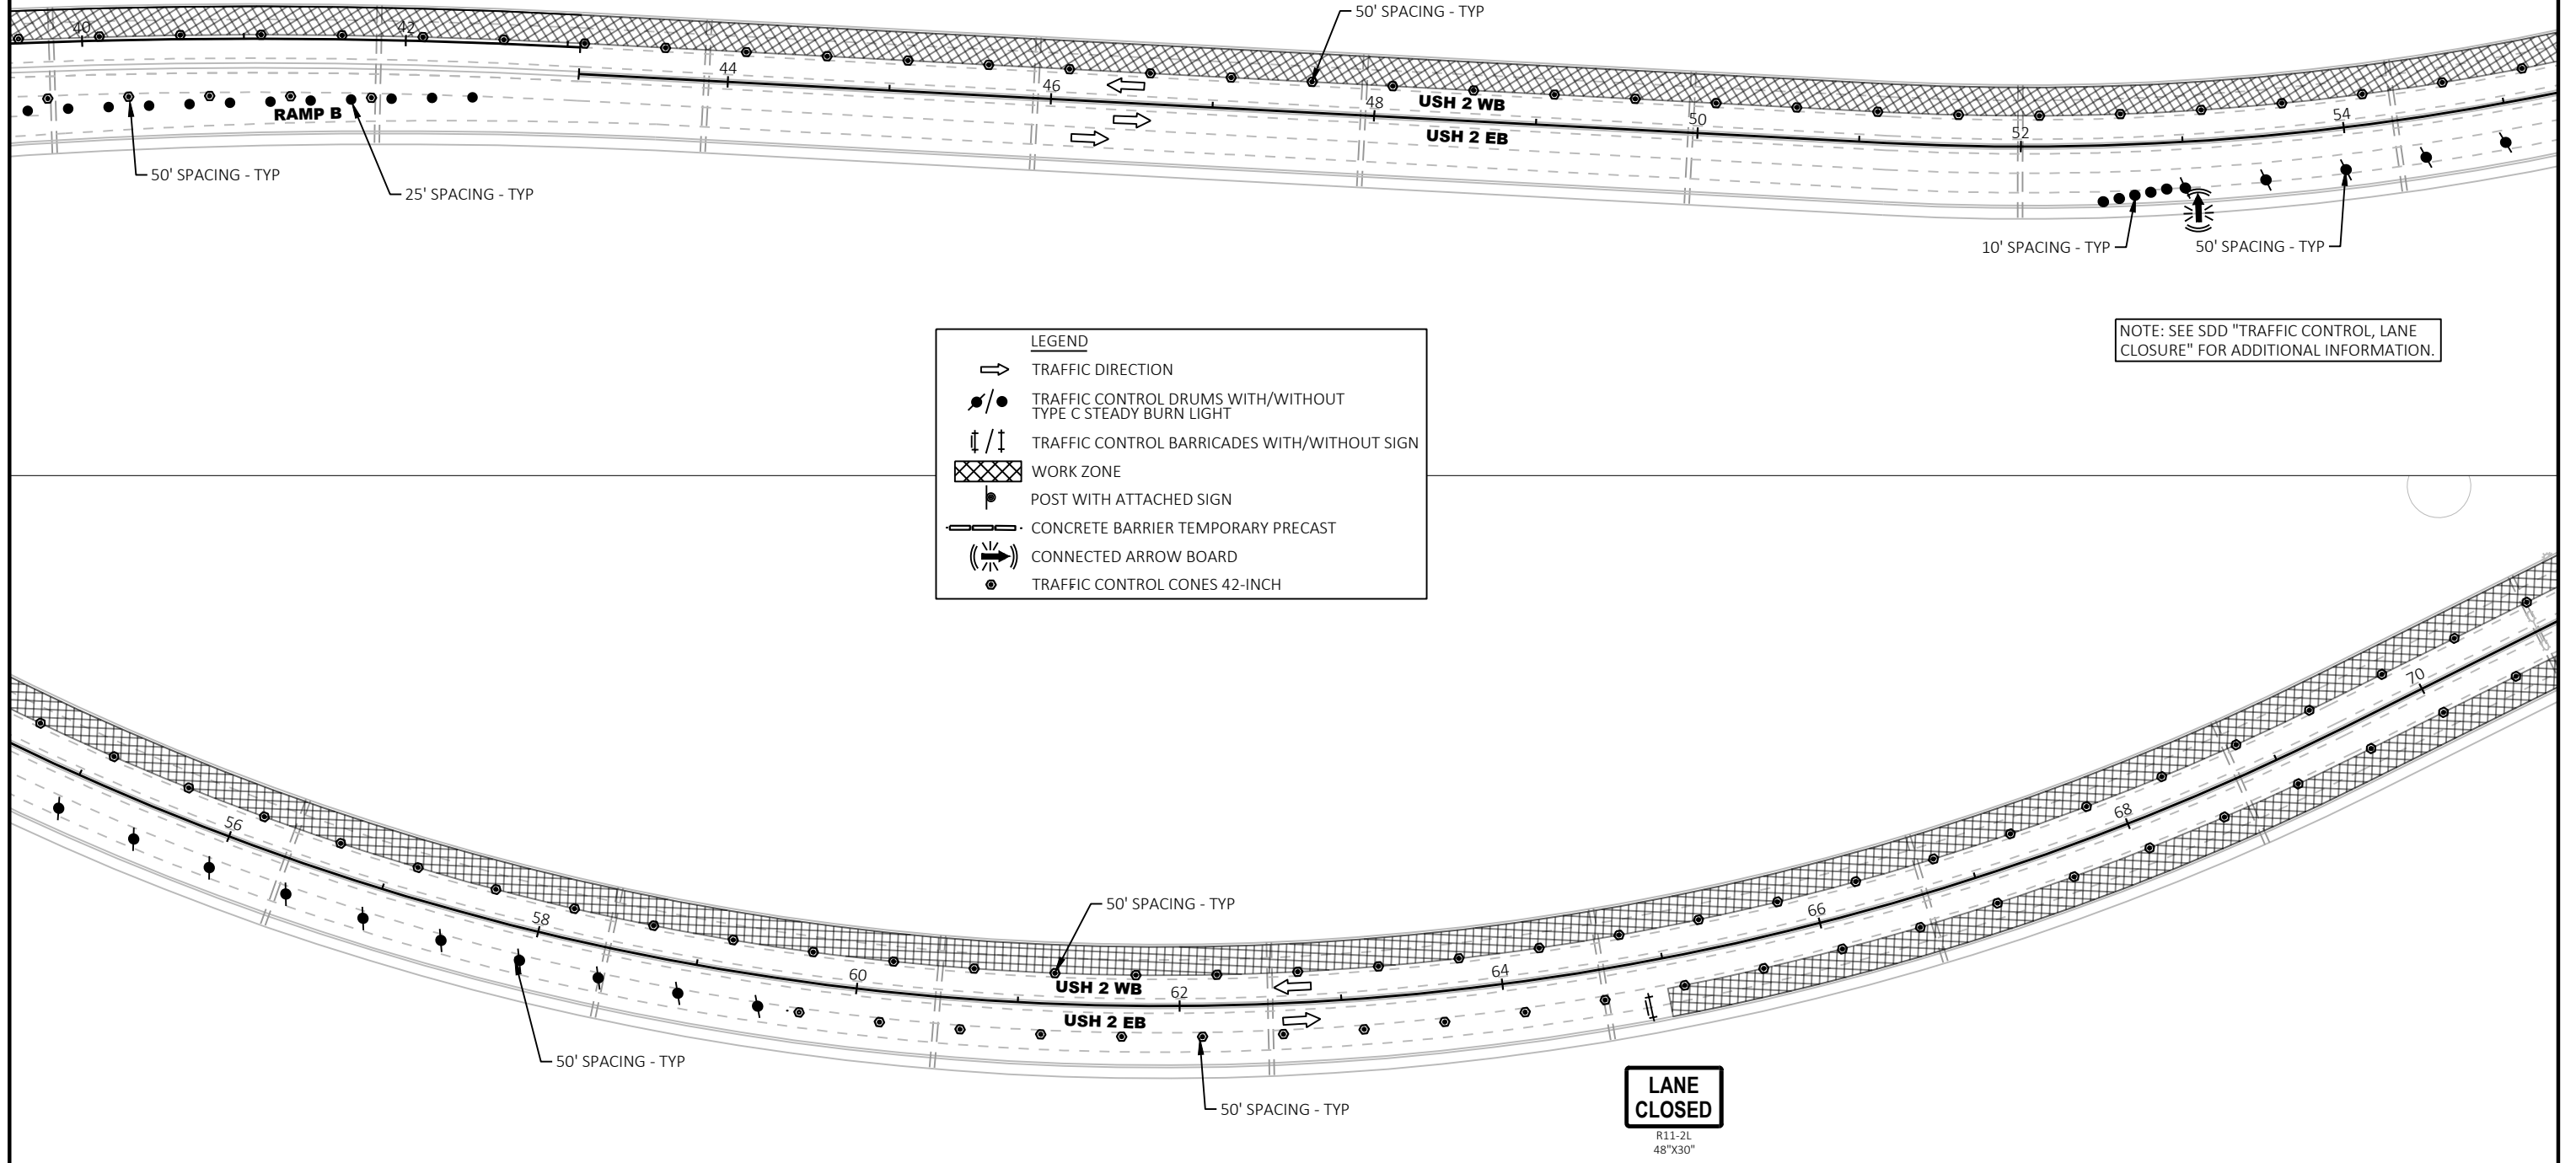 50' SPACING - TYP
40
42
44
46
48
50
52
54
USH 2 WB
USH 2 EB
RAMP B
50' SPACING - TYP
25' SPACING - TYP
10' SPACING - TYP
50' SPACING - TYP
NOTE: SEE SDD "TRAFFIC CONTROL, LANE
CLOSURE" FOR ADDITIONAL INFORMATION.
LEGEND
TRAFFIC DIRECTION
TRAFFIC CONTROL DRUMS WITH/WITHOUT
TYPE C STEADY BURN LIGHT
TRAFFIC CONTROL BARRICADES WITH/WITHOUT SIGN
WORK ZONE
POST WITH ATTACHED SIGN
CONCRETE BARRIER TEMPORARY PRECAST
CONNECTED ARROW BOARD
TRAFFIC CONTROL CONES 42-INCH
56
58
60
62
64
66
68
70
50' SPACING - TYP
USH 2 WB
USH 2 EB
50' SPACING - TYP
50' SPACING - TYP
LANE
CLOSED
R11-2L
48"X30"